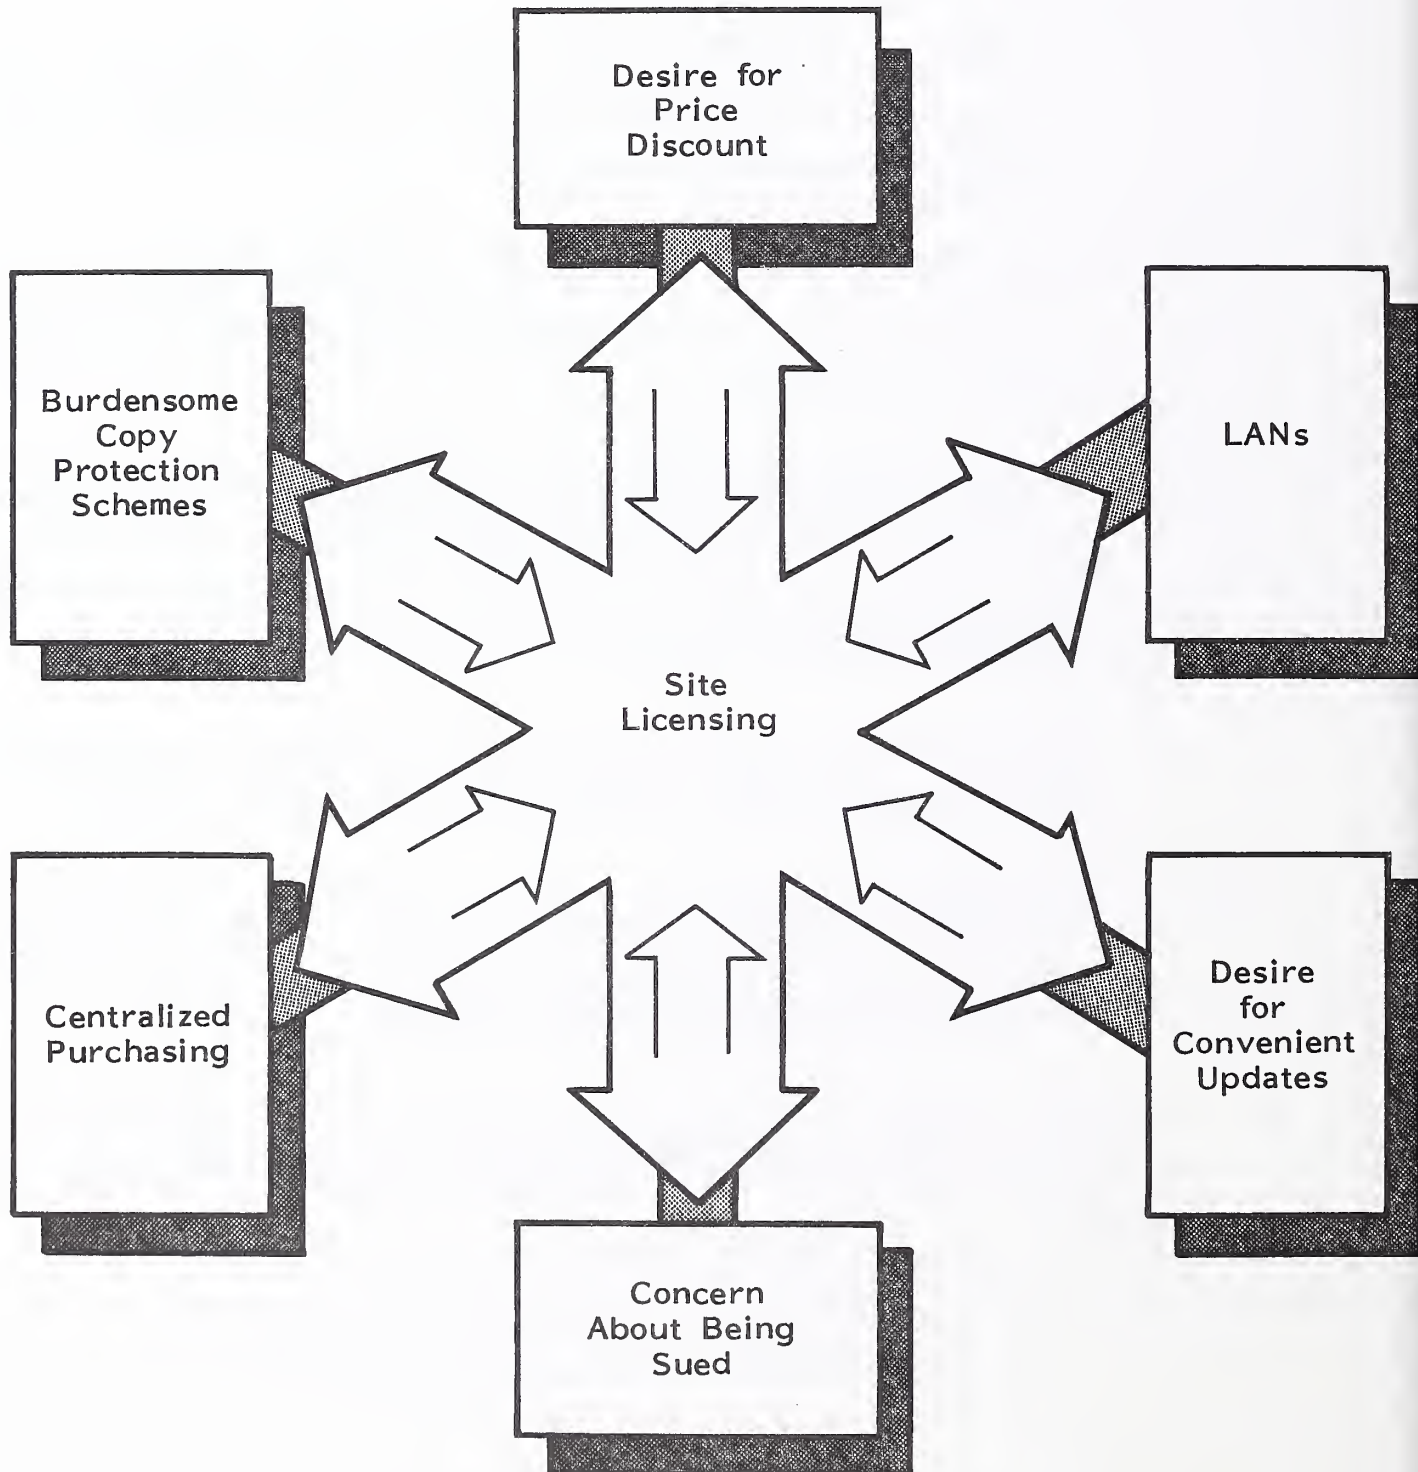 Desire for
Price
Discount
Burdensome
Copy
Protection
Schemes
LANs
Site
Licensing
Centralized
Purchasing
Desire
for
Convenient
Updates
Concern
About Being
Sued